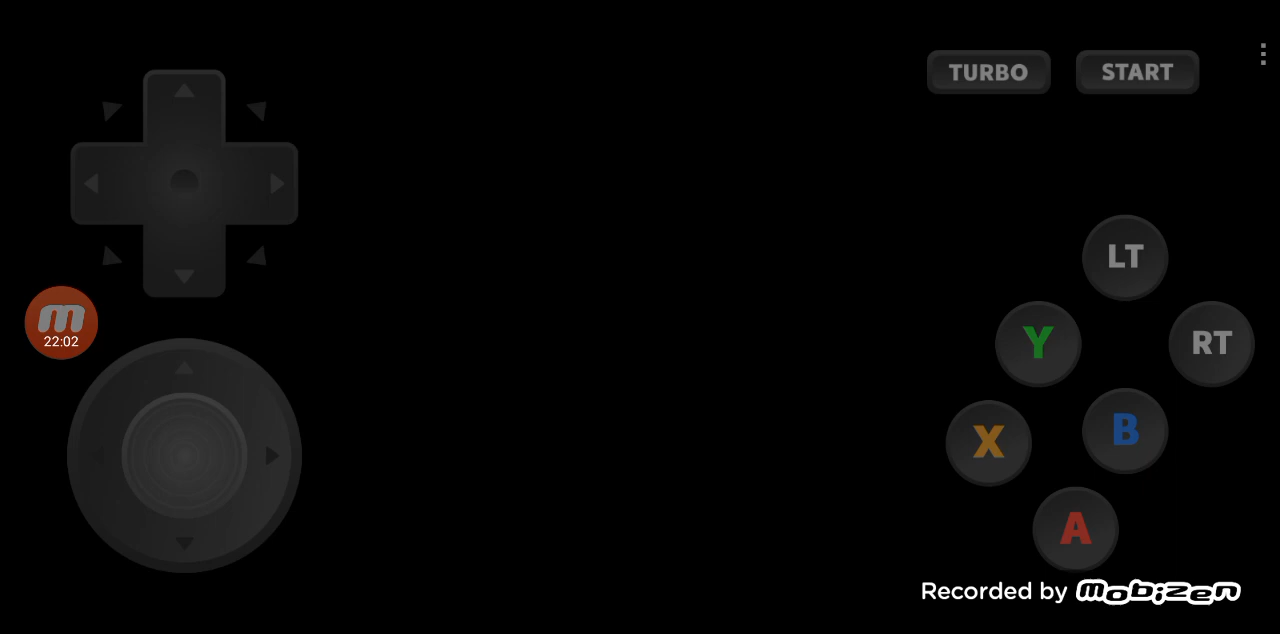 TURBO
START
LT
Y
RT
m
22:02
X
B
A
Recorded by mobizen